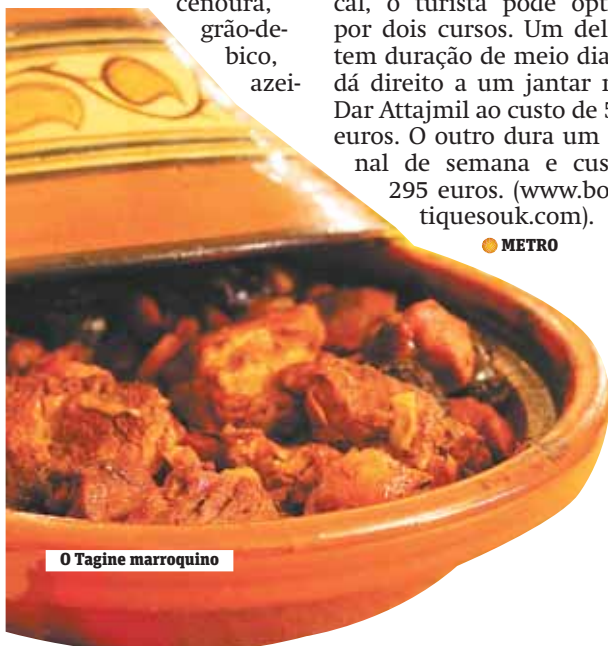 cenoura,
grão-de-
bico,
azei-
cal, o turista pode opt
por dois cursos. Um del
tem duração de meio dia
dá direito a um jantar
Dar Attajmil ao custo de 5
euros. O outro dura um
nal de semana e cus
295 euros. (www.bo
tiquesouk.com).
METRO
O Tagine marroquino